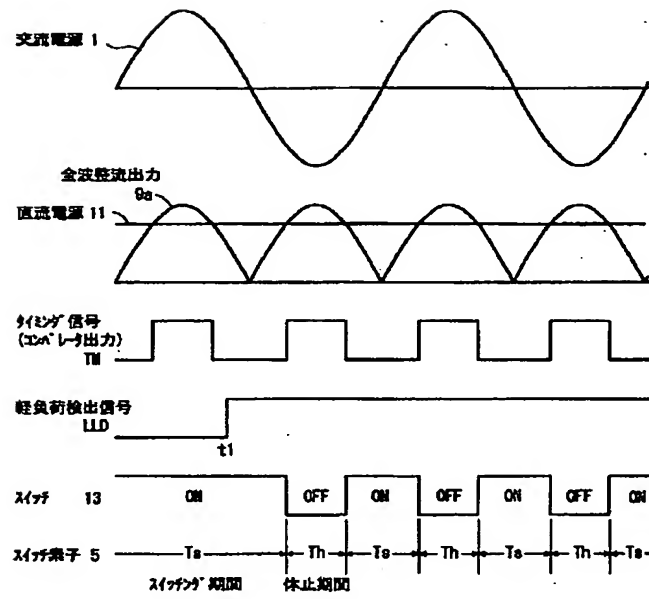 交流電源 1
全波整流出力
9a
直流電源 11
タイミング信号
(コンパレータ出力)
TM
軽負荷検出信号
LLD
t1
スイッチ 13 ON OFF ON OFF ON OFF ON
スイッチ素子 5 Ts Th Ts Th Ts Th Ts
スイッチング期間 休止期間